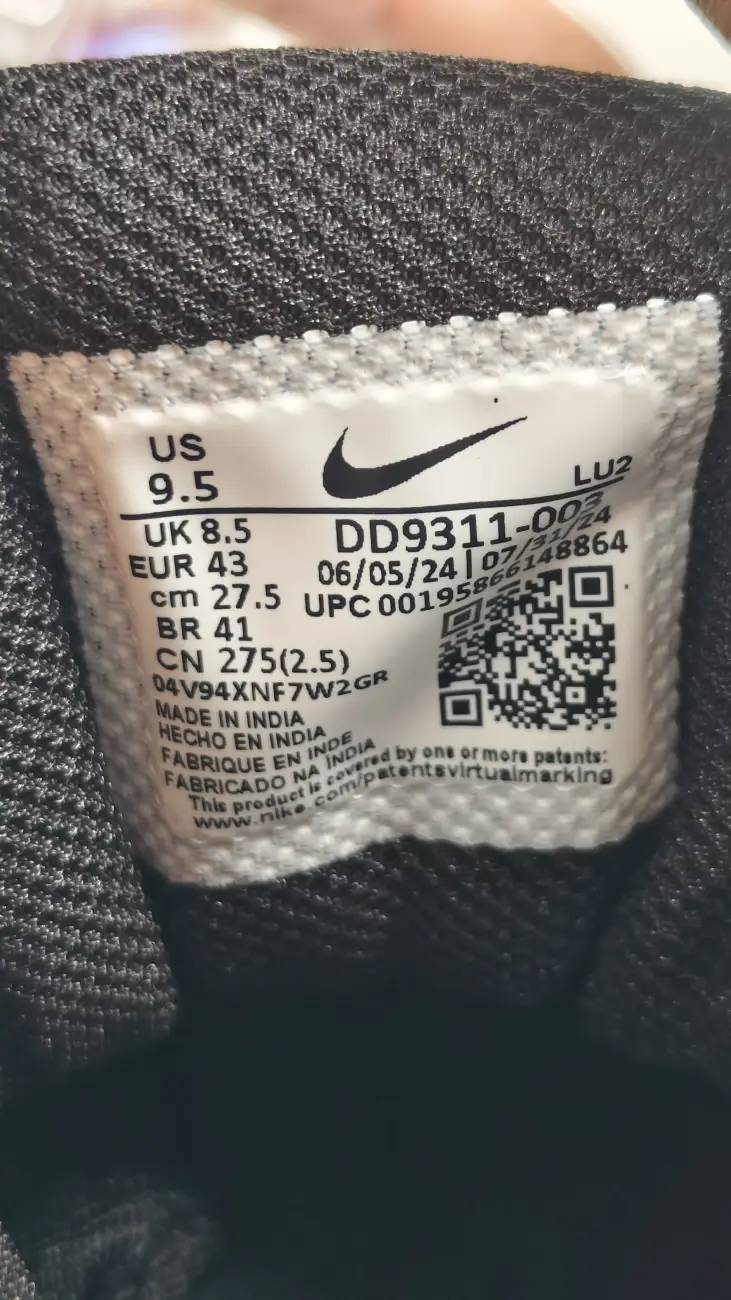 US
9.5
LU2
UK 8.5
DD9311-003
EUR 43
06/05/24 | 07/31/24
cm 27.5
UPC 00195866148864
BR 41
CN 275(2.5)
04V94XNF7W2GR
MADE IN INDIA
HECHO EN INDIA
FABRIQUE EN INDE
FABRICADO NA INDIA
This product is covered by one or more patents:
www.nike.com/patentsvirtualmarking